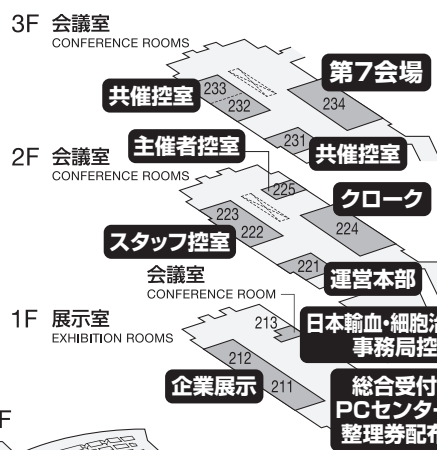 3F 会議室
CONFERENCE ROOMS
第7会場
共催控室
233
232
234
231
共催控室
主催者控室
2F 会議室
CONFERENCE ROOMS
225
クローク
223
222
224
スタッフ控室
221
運営本部
会議室
CONFERENCE ROOM
1F 展示室
EXHIBITION ROOMS
213
日本輸血・細胞治
事務局控
212
211
企業展示
総合受付
PCセンター
整理券配布
F